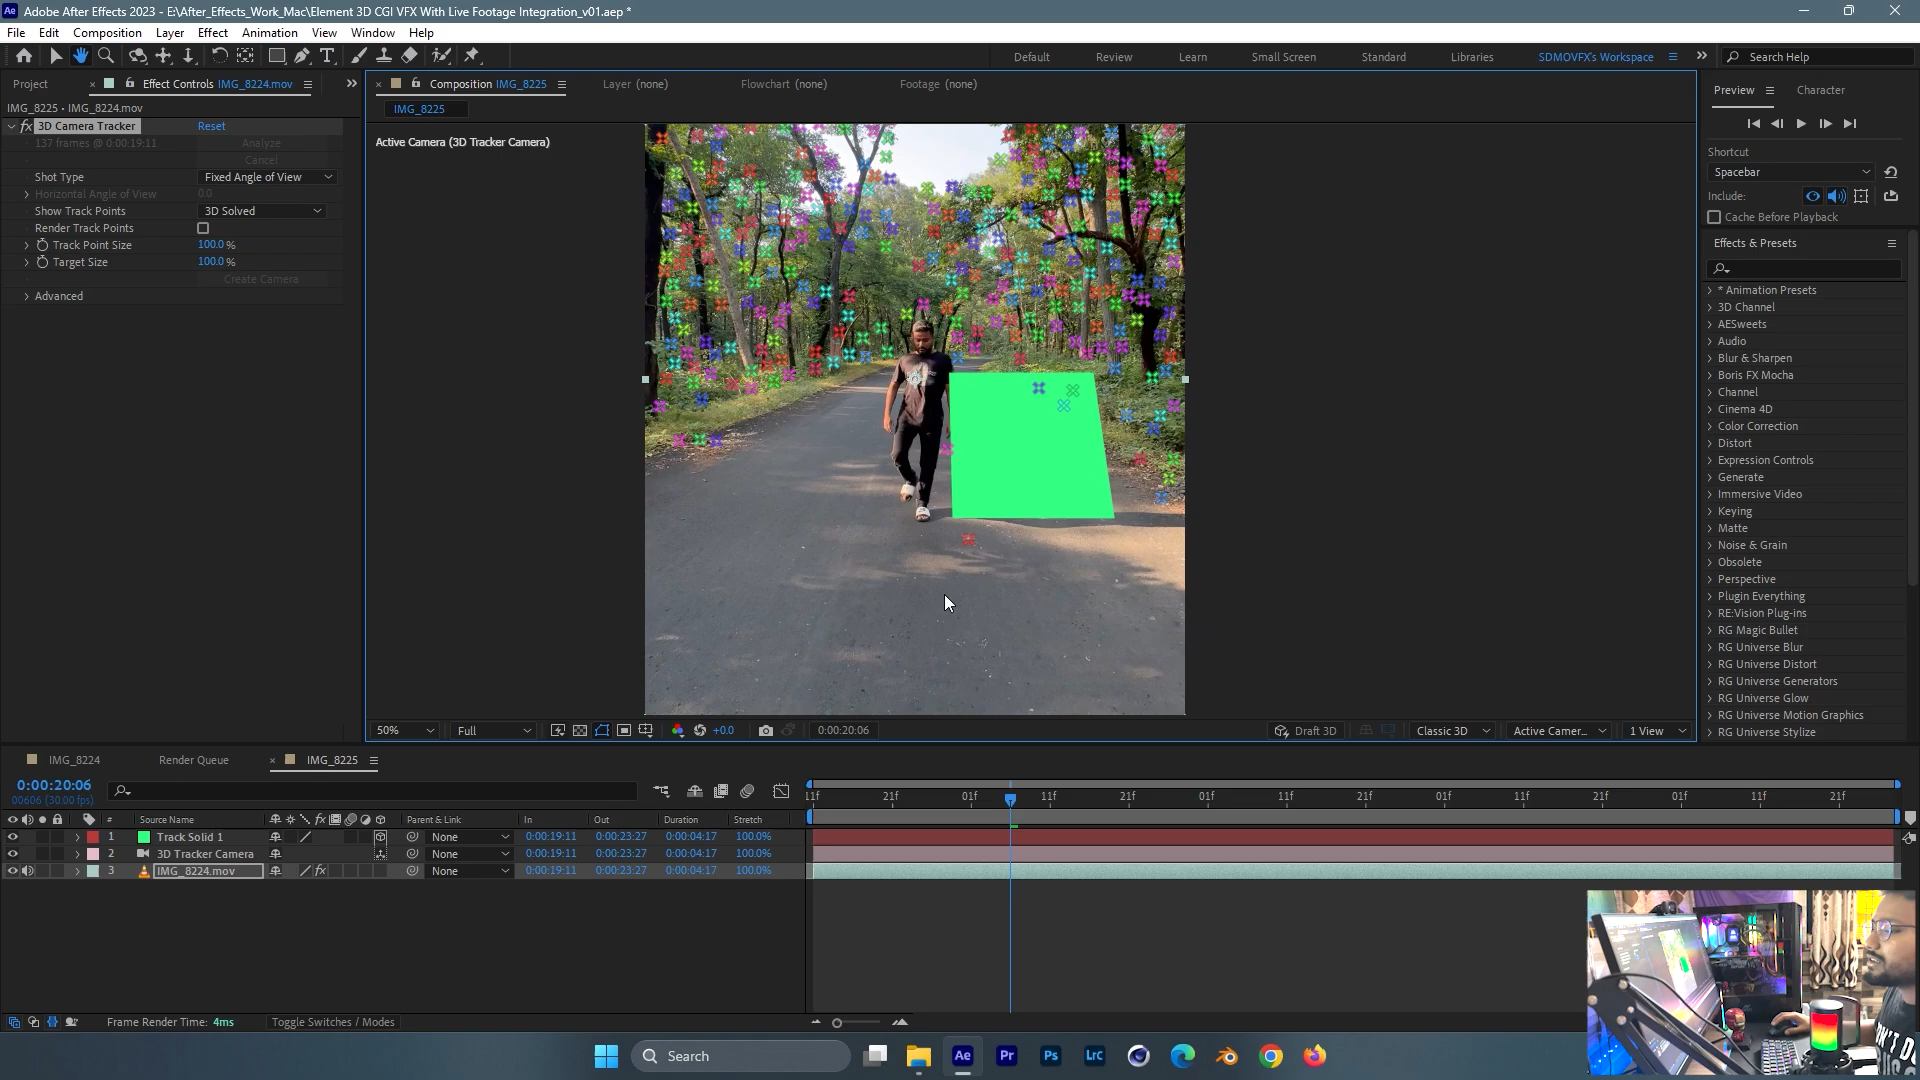 Ae Adobe After Effects 2023 - E:\After_Effects_Work_Mac\Element 3D CGI VFX With Live Footage Integration_v01.aep *
File Edit Composition Layer Effect Animation View Window Help
Default Review Learn Small Screen Standard Libraries SDMOVFX's Workspace Search Help
Project Effect Controls IMG_8224.mov
IMG_8225 • IMG_8224.mov
fx 3D Camera Tracker Reset
137 frames @ 0:00:19:11 Analyze
Cancel
Shot Type Fixed Angle of View
Horizontal Angle of View 0.0
Show Track Points 3D Solved
Render Track Points
Track Point Size 100.0 %
Target Size 100.0 %
Create Camera
Advanced
Composition IMG_8225 Layer (none) Flowchart (none) Footage (none)
IMG_8225
Active Camera (3D Tracker Camera)
50% Full +0.0 0:00:20:06 Draft 3D Classic 3D Active Camer... 1 View
Preview Character
Shortcut
Spacebar
Include:
Cache Before Playback
Effects & Presets
* Animation Presets
3D Channel
AESweets
Audio
Blur & Sharpen
Boris FX Mocha
Channel
Cinema 4D
Color Correction
Distort
Expression Controls
Generate
Immersive Video
Keying
Matte
Noise & Grain
Obsolete
Perspective
Plugin Everything
RE:Vision Plug-ins
RG Magic Bullet
RG Universe Blur
RG Universe Distort
RG Universe Generators
RG Universe Glow
RG Universe Motion Graphics
RG Universe Stylize
IMG_8224 Render Queue IMG_8225
0:00:20:06
00606 (30.00 fps)
11f 21f 01f 11f 21f 01f 11f 21f 01f 11f 21f 01f 11f 21f
# Source Name fx Parent & Link In Out Duration Stretch
1 Track Solid 1 None 0:00:19:11 0:00:23:27 0:00:04:17 100.0%
2 3D Tracker Camera None 0:00:19:11 0:00:23:27 0:00:04:17 100.0%
3 IMG_8224.mov fx None 0:00:19:11 0:00:23:27 0:00:04:17 100.0%
Frame Render Time: 4ms Toggle Switches / Modes
Search Ae Pr Ps LrC